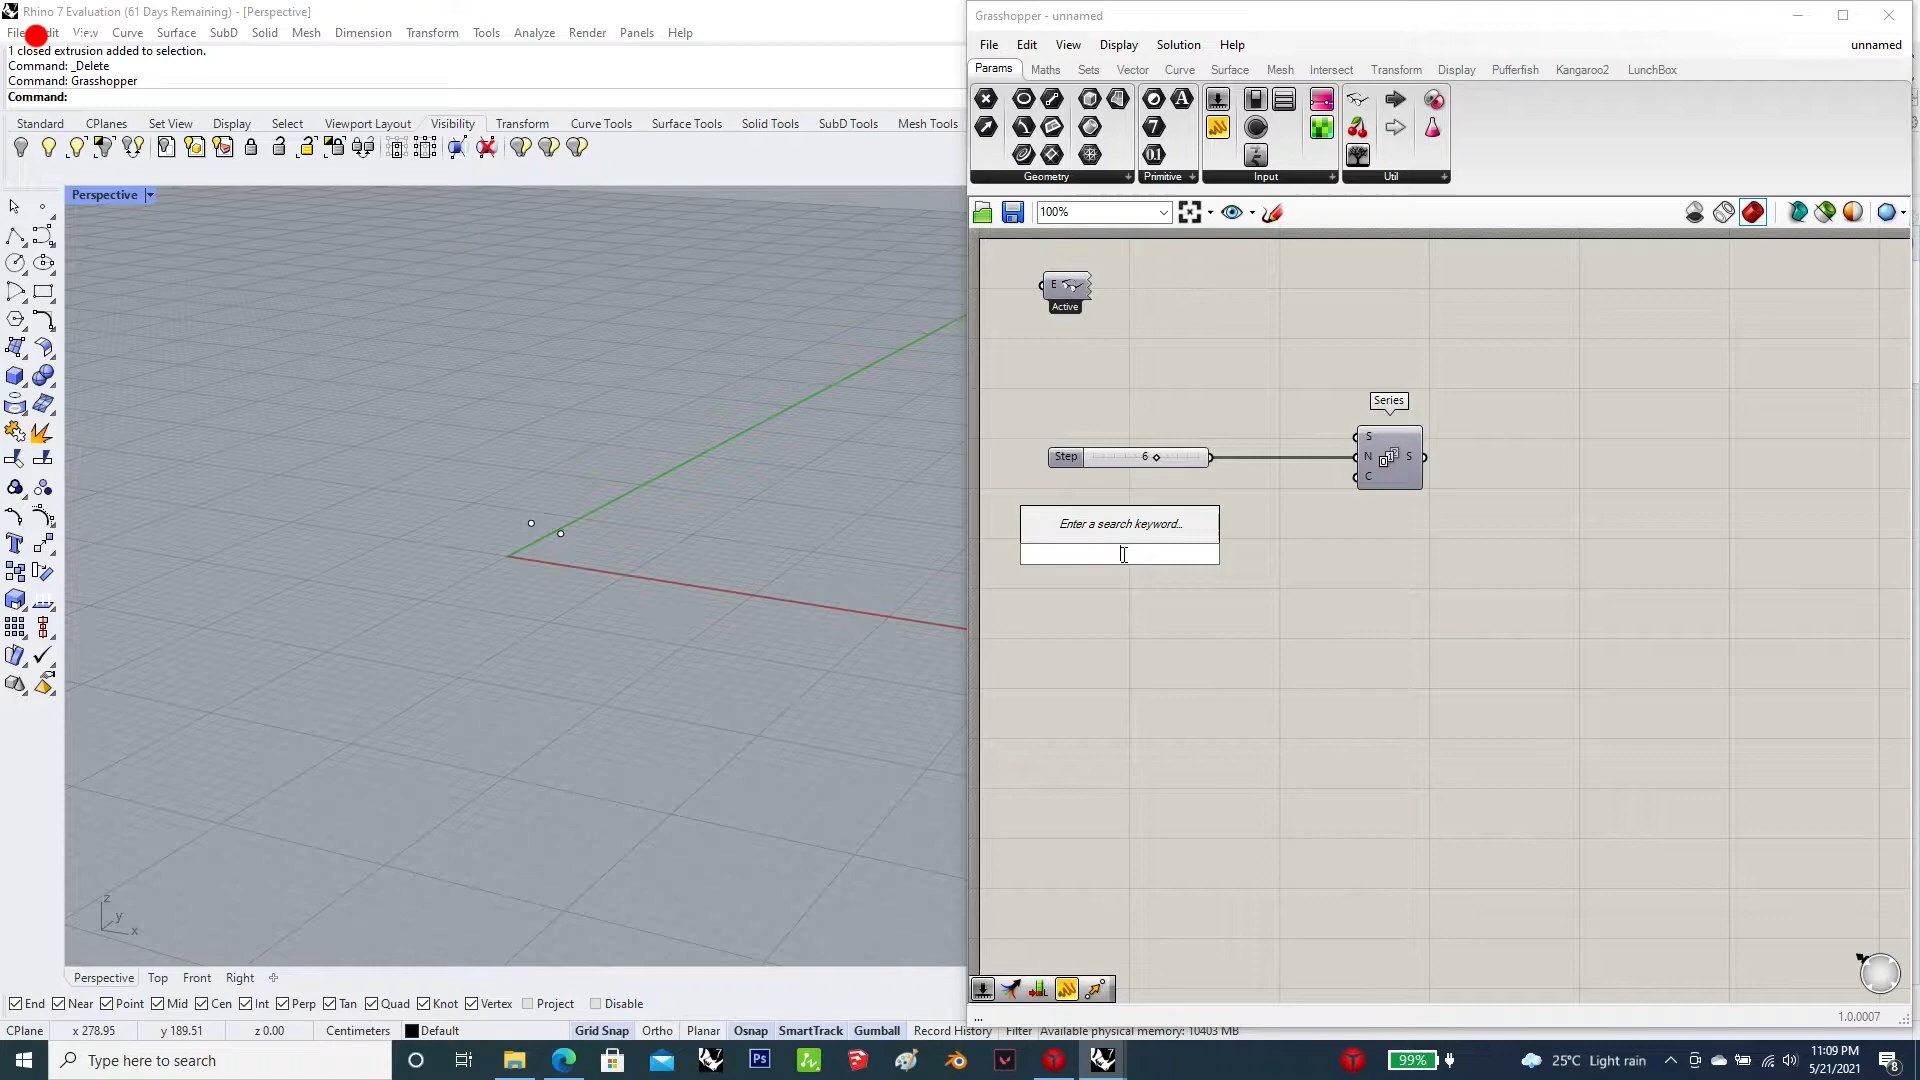 Rhino 7 Evaluation (61 Days Remaining) - [Perspective]
View Curve Surface SubD Solid Mesh Dimension Transform Tools Analyze Render Panels Help
1 closed extrusion added to selection.
Command: _Delete
Command: Grasshopper
Command:
Standard CPlanes Set View Display Select Viewport Layout Visibility Transform Curve Tools Surface Tools Solid Tools SubD Tools Mesh Tools
Perspective
z
y
x
Perspective Top Front Right
End Near Point Mid Cen Int Perp Tan Quad Knot Vertex Project Disable
CPlane x 278.95 y 189.51 z 0.00 Centimeters Default Grid Snap Ortho Planar Osnap SmartTrack Gumball Record History Filter Available physical memory: 10403 MB
Grasshopper - unnamed
File Edit View Display Solution Help unnamed
Params Maths Sets Vector Curve Surface Mesh Intersect Transform Display Pufferfish Kangaroo2 LunchBox
Geometry Primitive Input Util
100%
E
Active
Series
Step 6
S
N S
C
Enter a search keyword...
... 1.0.0007
Type here to search
99% 25°C Light rain 11:09 PM
5/21/2021 8